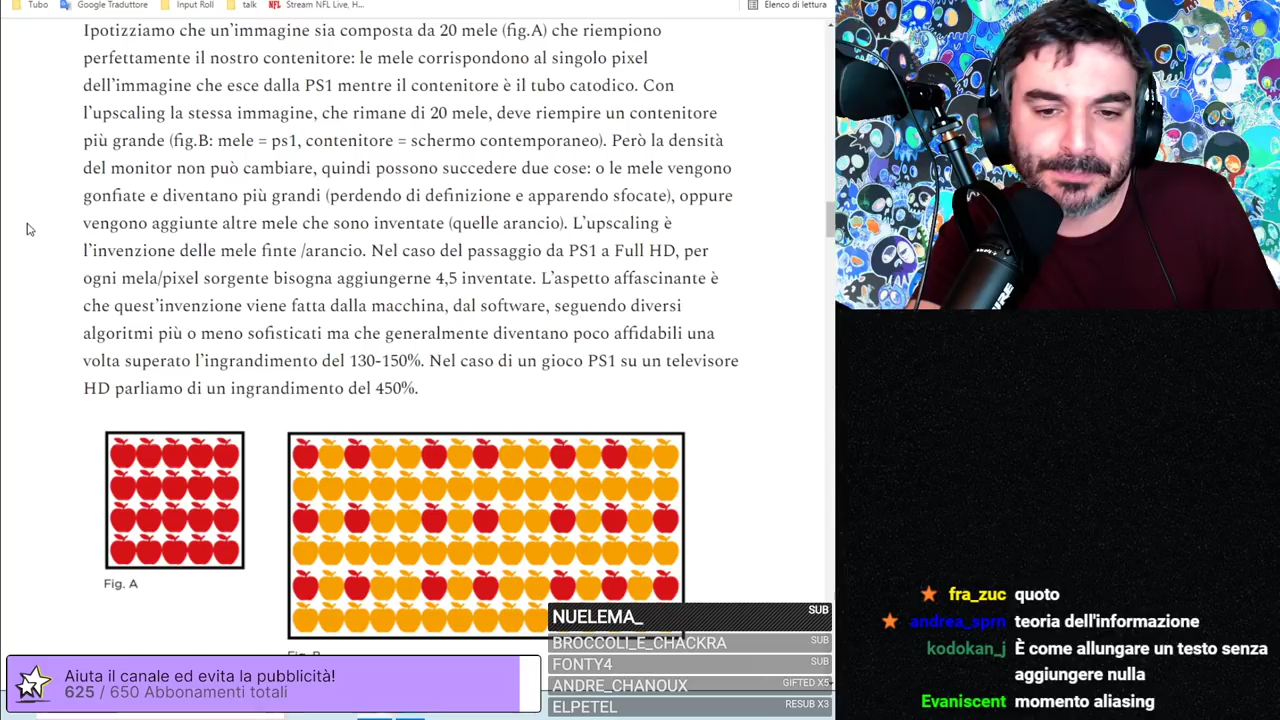 Tubo
Google Traduttore
Input Roll
talk
NFL Stream NFL Live, H...
Elenco di lettura
Ipotizziamo che un'immagine sia composta da 20 mele (fig.A) che riempiono
perfettamente il nostro contenitore: le mele corrispondono al singolo pixel
dell'immagine che esce dalla PS1 mentre il contenitore è il tubo catodico. Con
l'upscaling la stessa immagine, che rimane di 20 mele, deve riempire un contenitore
più grande (fig.B: mele = ps1, contenitore = schermo contemporaneo). Però la densità
del monitor non può cambiare, quindi possono succedere due cose: o le mele vengono
gonfiate e diventano più grandi (perdendo di definizione e apparendo sfocate), oppure
vengono aggiunte altre mele che sono inventate (quelle arancio). L'upscaling è
l'invenzione delle mele finte /arancio. Nel caso del passaggio da PS1 a Full HD, per
ogni mela/pixel sorgente bisogna aggiungerne 4,5 inventate. L'aspetto affascinante è
che quest'invenzione viene fatta dalla macchina, dal software, seguendo diversi
algoritmi più o meno sofisticati ma che generalmente diventano poco affidabili una
volta superato l'ingrandimento del 130-150%. Nel caso di un gioco PS1 su un televisore
HD parliamo di un ingrandimento del 450%.
Fig. A
NUELEMA_ SUB
BROCCOLI_E_CHACKRA SUB
FONTY4 SUB
ANDRE_CHANOUX GIFTED X5
ELPETEL RESUB X3
Aiuta il canale ed evita la pubblicità!
625 / 650 Abbonamenti totali
fra_zuc quoto
andrea_sprn teoria dell'informazione
kodokan_j È come allungare un testo senza
aggiungere nulla
Evaniscent momento aliasing